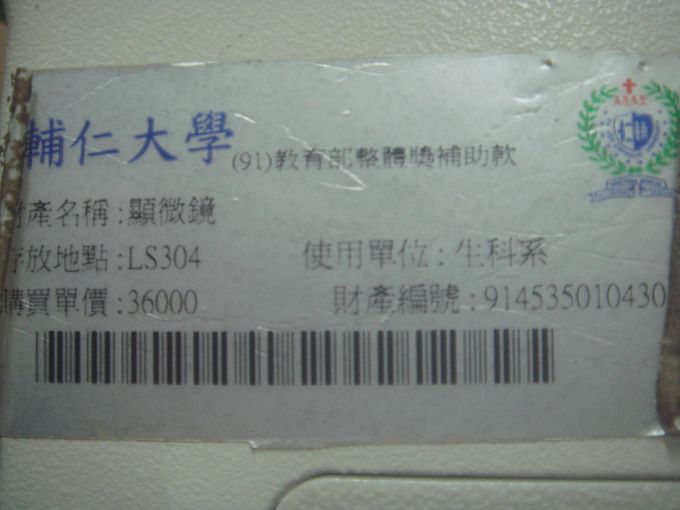 輔仁大學 (91)教育部整體獎補助款
財產名稱:顯微鏡
存放地點:LS304 使用單位:生科系
購買單價:36000 財產編號:914535010430